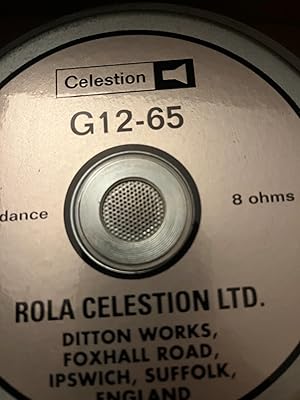 Celestion
G12-65
dance 8 ohms
ROLA CELESTION LTD.
DITTON WORKS,
FOXHALL ROAD,
IPSWICH, SUFFOLK,
ENGLAND